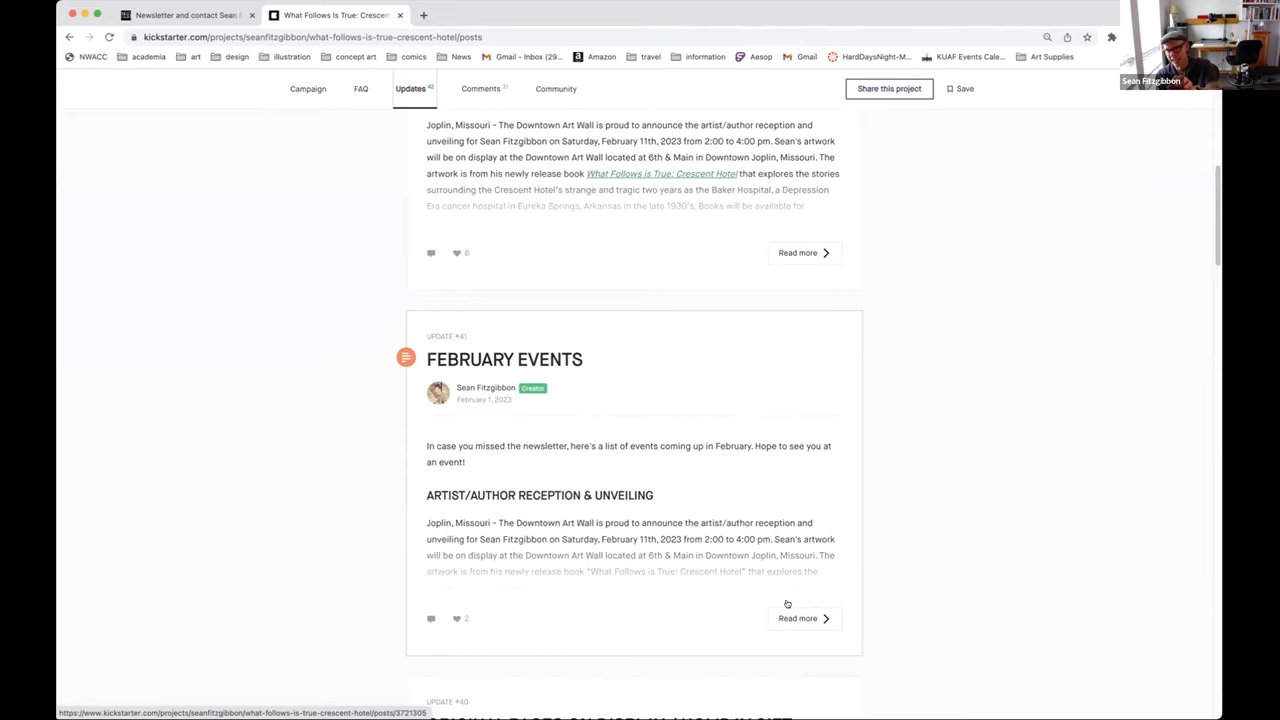 Newsletter and contact Sean F
What Follows Is True: Crescen
kickstarter.com/projects/seanfitzgibbon/what-follows-is-true-crescent-hotel/posts
NWACC
academia
art
design
illustration
concept art
comics
News
Gmail - Inbox (29...
Amazon
travel
information
Aesop
Gmail
HardDaysNight-M...
KUAF Events Cale...
Art Supplies
Sean Fitzgibbon
Campaign
FAQ
Updates 42
Comments 31
Community
Share this project
Save
Joplin, Missouri - The Downtown Art Wall is proud to announce the artist/author reception and
unveiling for Sean Fitzgibbon on Saturday, February 11th, 2023 from 2:00 to 4:00 pm. Sean's artwork
will be on display at the Downtown Art Wall located at 6th & Main in Downtown Joplin, Missouri. The
artwork is from his newly release book What Follows is True: Crescent Hotel that explores the stories
surrounding the Crescent Hotel's strange and tragic two years as the Baker Hospital, a Depression
Era cancer hospital in Eureka Springs, Arkansas in the late 1930's. Books will be available for
6
Read more
UPDATE #41
FEBRUARY EVENTS
Sean Fitzgibbon Creator
February 1, 2023
In case you missed the newsletter, here's a list of events coming up in February. Hope to see you at
an event!
ARTIST/AUTHOR RECEPTION & UNVEILING
Joplin, Missouri - The Downtown Art Wall is proud to announce the artist/author reception and
unveiling for Sean Fitzgibbon on Saturday, February 11th, 2023 from 2:00 to 4:00 pm. Sean's artwork
will be on display at the Downtown Art Wall located at 6th & Main in Downtown Joplin, Missouri. The
artwork is from his newly release book "What Follows is True: Crescent Hotel" that explores the
2
Read more
UPDATE #40
https://www.kickstarter.com/projects/seanfitzgibbon/what-follows-is-true-crescent-hotel/posts/3721305